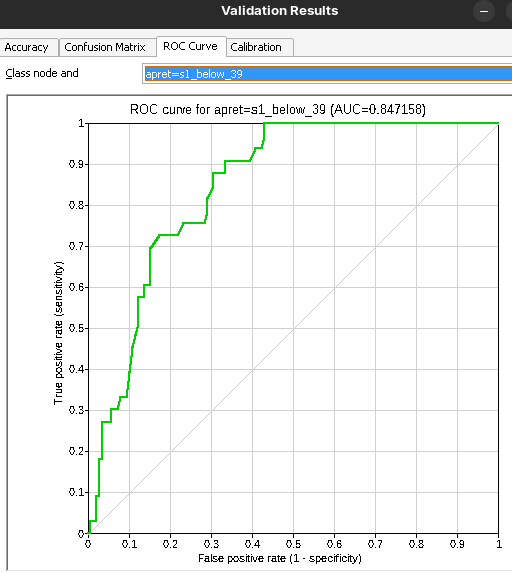 Validation Results
Accuracy Confusion Matrix ROC Curve Calibration
Class node and apret=s1_below_39
ROC curve for apret=s1_below_39 (AUC=0.847158)
True positive rate (sensitivity)
1
0.9
0.8
0.7
0.6
0.5
0.4
0.3
0.2
0.1
0
0 0.1 0.2 0.3 0.4 0.5 0.6 0.7 0.8 0.9 1
False positive rate (1 - specificity)